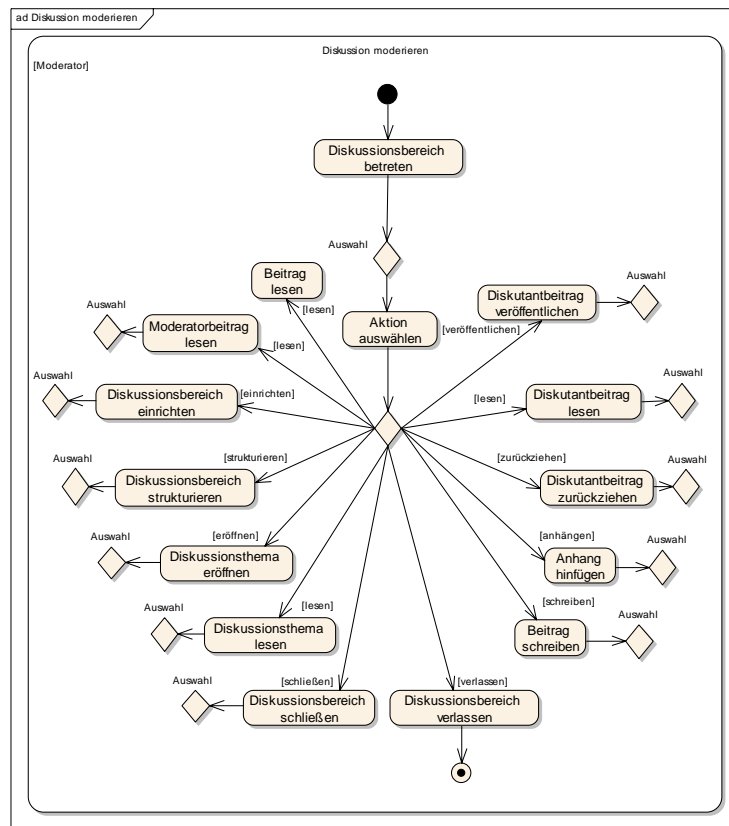 ad Diskussion moderieren
Diskussion moderieren
[Moderator]
Diskussionsbereich
betreten
Auswahl
Beitrag
lesen
[lesen]
Aktion
auswählen
Auswahl
Diskutantbeitrag
veröffentlichen
[veröffentlichen]
Auswahl
Moderatorbeitrag
lesen
[lesen]
Auswahl
Diskussionsbereich
einrichten
[einrichten]
[lesen]
Diskutantbeitrag
lesen
Auswahl
Auswahl
Diskussionsbereich
strukturieren
[strukturieren]
[zurückziehen]
Diskutantbeitrag
zurückziehen
Auswahl
Auswahl
[eröffnen]
Diskussionsthema
eröffnen
[anhängen]
Anhang
hinfügen
Auswahl
Auswahl
[lesen]
Diskussionsthema
lesen
[schreiben]
Beitrag
schreiben
Auswahl
Auswahl
[schließen]
Diskussionsbereich
schließen
[verlassen]
Diskussionsbereich
verlassen